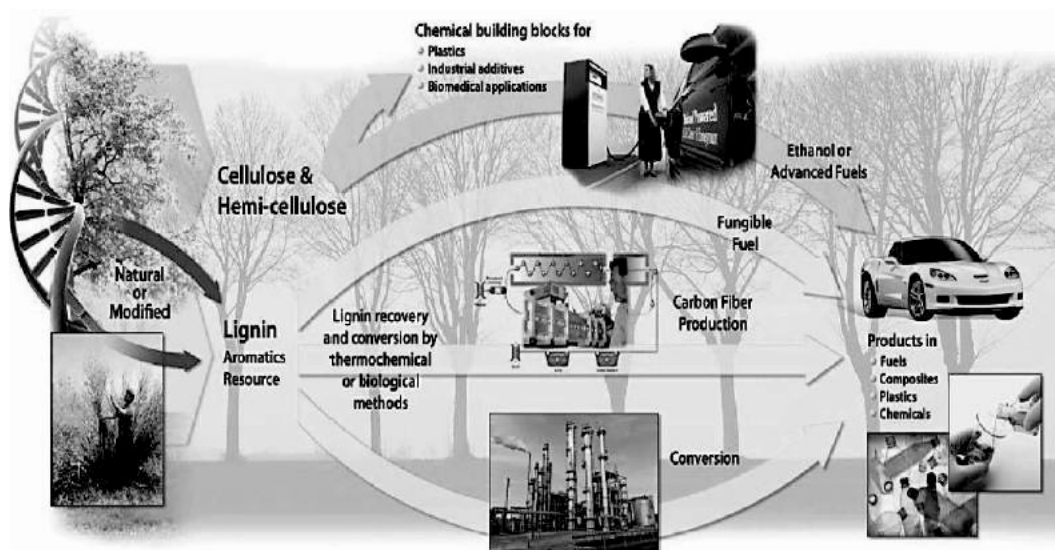 Chemical building blocks for
Plastics
Industrial additives
Biomedical applications
Ethanol or
Advanced Fuels
Cellulose &
Hemi-cellulose
Fungible
Fuel
Natural
or
Modified
Carbon Fiber
Production
Lignin
Aromatics
Resource
Lignin recovery
and conversion by
thermochemical
or biological
methods
Products in
Fuels
Composites
Plastics
Chemicals
Conversion